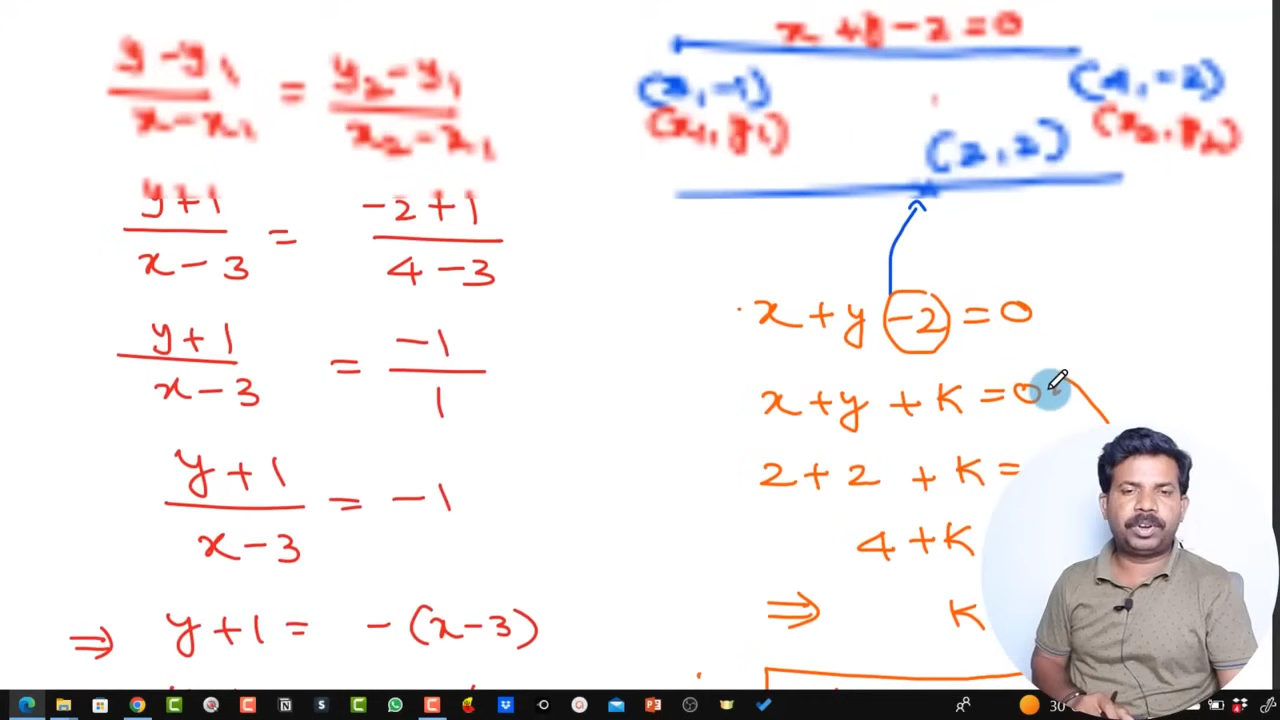 y-y₁ / x-x₁ = y₂-y₁ / x₂-x₁
y+1 / x-3 = -2+1 / 4-3
y+1 / x-3 = -1 / 1
y+1 / x-3 = -1
⇒ y+1 = -(x-3)
x+y-2=0
(3,-1) (4,-2)
(x₁,y₁) (x₂,y₂)
(2,2)
x+y-2=0
x+y+K=0
2+2+K=
4+K
⇒ K
30